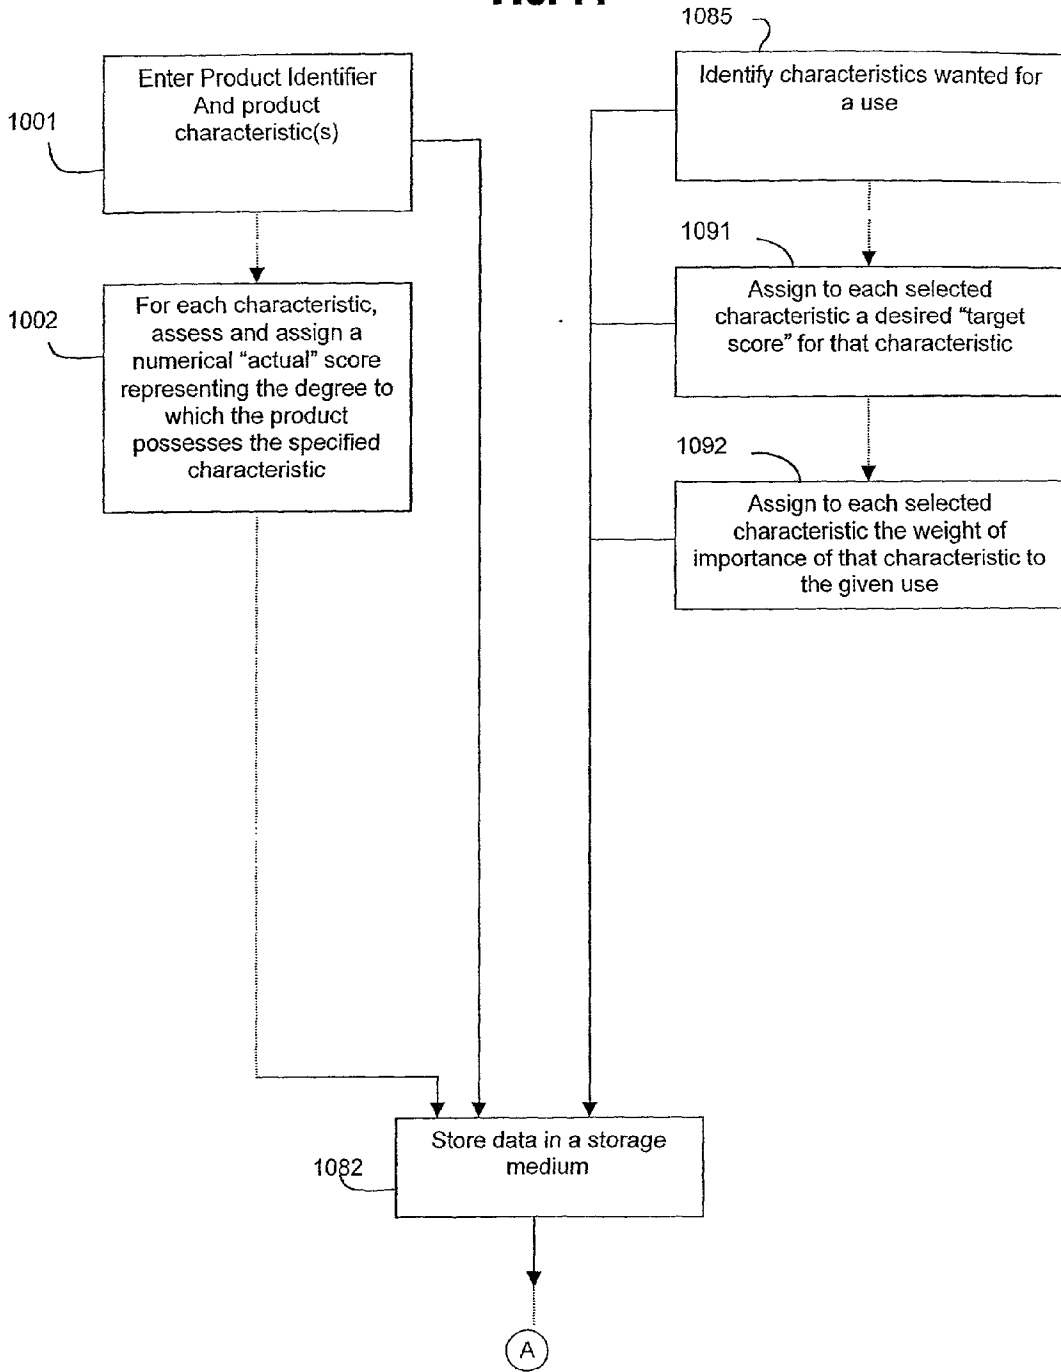 1085
Enter Product Identifier
And product
characteristic(s)
1001
Identify characteristics wanted for
a use
1091
1002
For each characteristic,
assess and assign a
numerical “actual” score
representing the degree to
which the product
possesses the specified
characteristic
Assign to each selected
characteristic a desired “target
score” for that characteristic
1092
Assign to each selected
characteristic the weight of
importance of that characteristic to
the given use
Store data in a storage
medium
1082
A